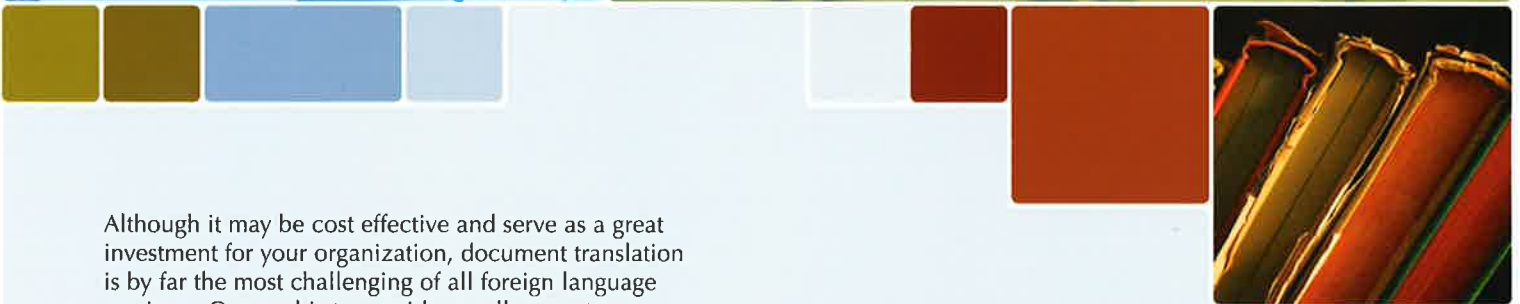 Although it may be cost effective and serve as a great
investment for your organization, document translation
is by far the most challenging of all foreign language